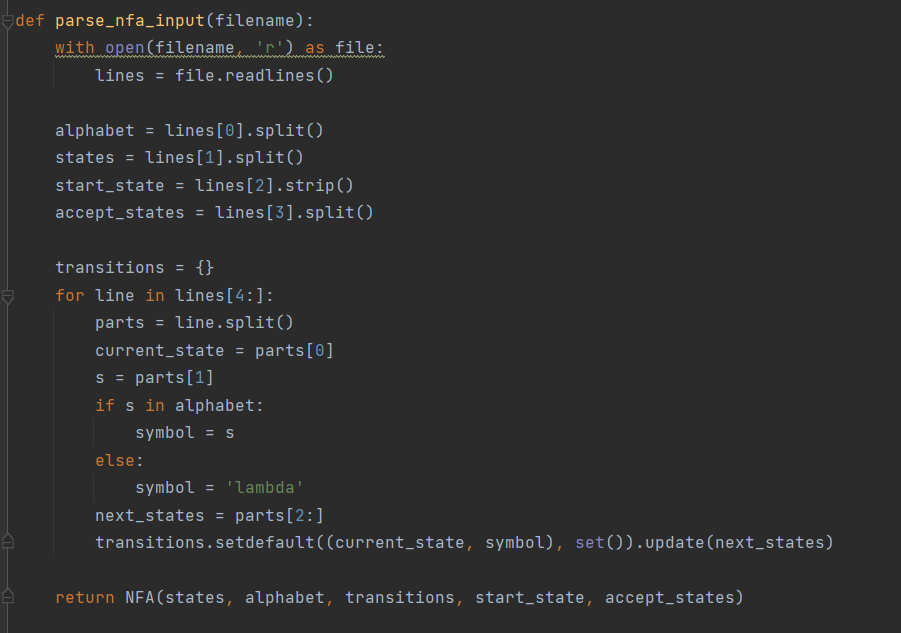 def parse_nfa_input(filename):
    with open(filename, 'r') as file:
        lines = file.readlines()

    alphabet = lines[0].split()
    states = lines[1].split()
    start_state = lines[2].strip()
    accept_states = lines[3].split()

    transitions = {}
    for line in lines[4:]:
        parts = line.split()
        current_state = parts[0]
        s = parts[1]
        if s in alphabet:
            symbol = s
        else:
            symbol = 'lambda'
        next_states = parts[2:]
        transitions.setdefault((current_state, symbol), set()).update(next_states)

    return NFA(states, alphabet, transitions, start_state, accept_states)